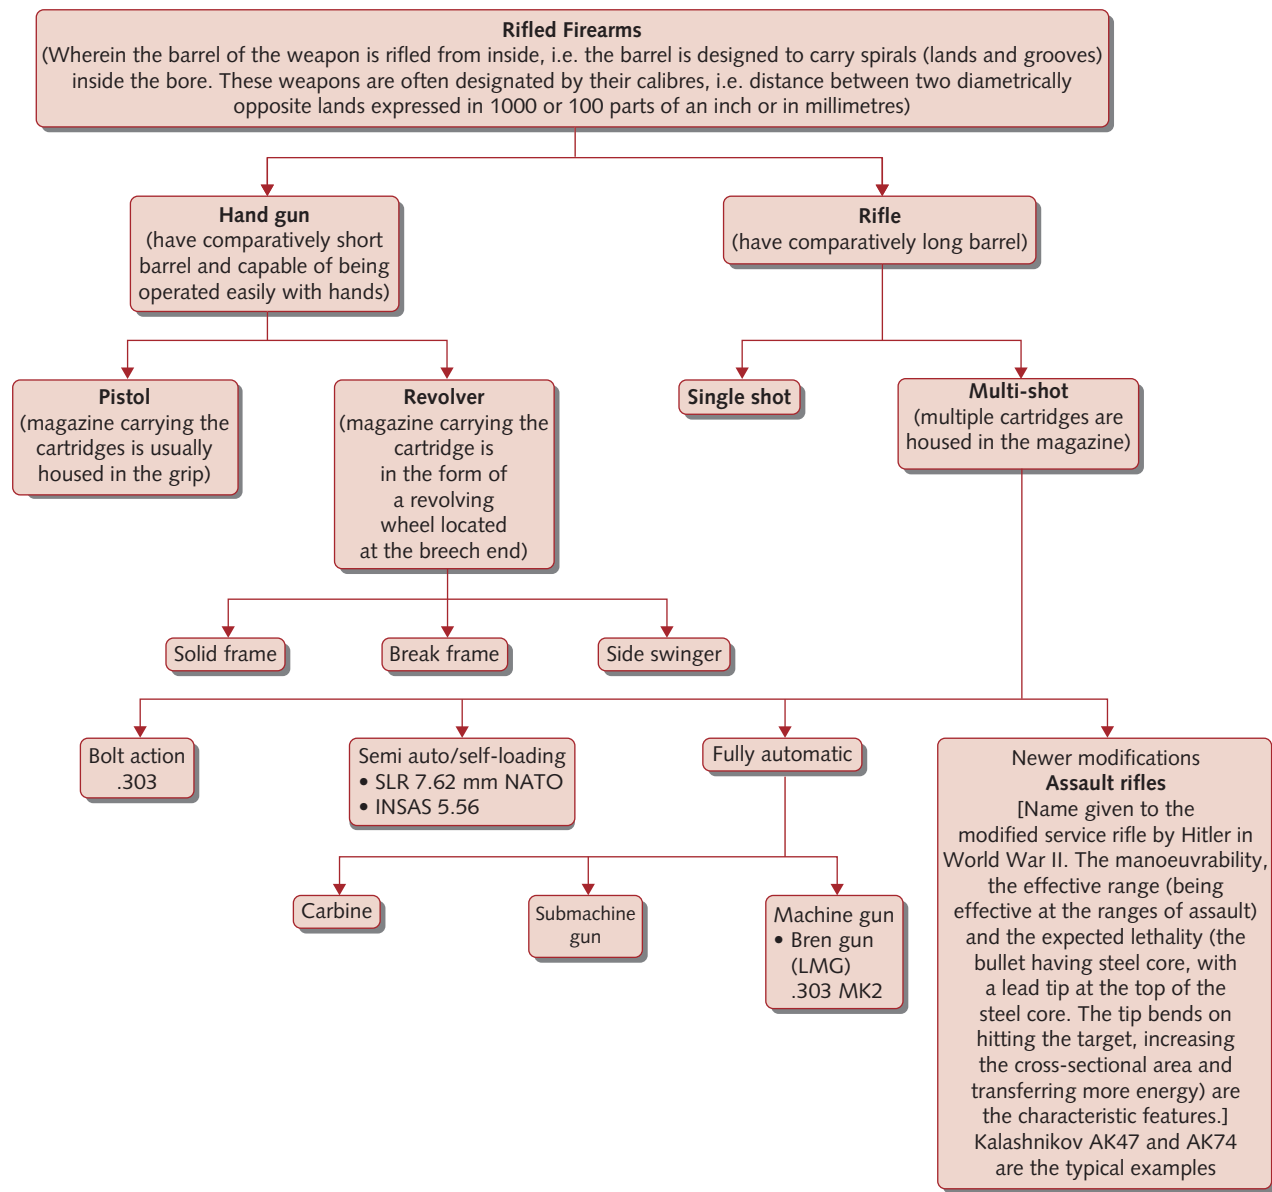 Rifled Firearms
(Wherein the barrel of the weapon is rifled from inside, i.e. the barrel is designed to carry spirals (lands and grooves)
inside the bore. These weapons are often designated by their calibres, i.e. distance between two diametrically
opposite lands expressed in 1000 or 100 parts of an inch or in millimetres)
Hand gun
(have comparatively short
barrel and capable of being
operated easily with hands)
Rifle
(have comparatively long barrel)
Pistol
(magazine carrying the
cartridges is usually
housed in the grip)
Revolver
(magazine carrying the
cartridge is
in the form of
a revolving
wheel located
at the breech end)
Single shot
Multi-shot
(multiple cartridges are
housed in the magazine)
Solid frame
Break frame
Side swinger
Bolt action
.303
Semi auto/self-loading
• SLR 7.62 mm NATO
• INSAS 5.56
Fully automatic
Newer modifications
Assault rifles
[Name given to the
modified service rifle by Hitler in
World War II. The manoeuvrability,
the effective range (being
effective at the ranges of assault)
and the expected lethality (the
bullet having steel core, with
a lead tip at the top of the
steel core. The tip bends on
hitting the target, increasing
the cross-sectional area and
transferring more energy) are
the characteristic features.]
Kalashnikov AK47 and AK74
are the typical examples
Carbine
Submachine
gun
Machine gun
• Bren gun
(LMG)
.303 MK2